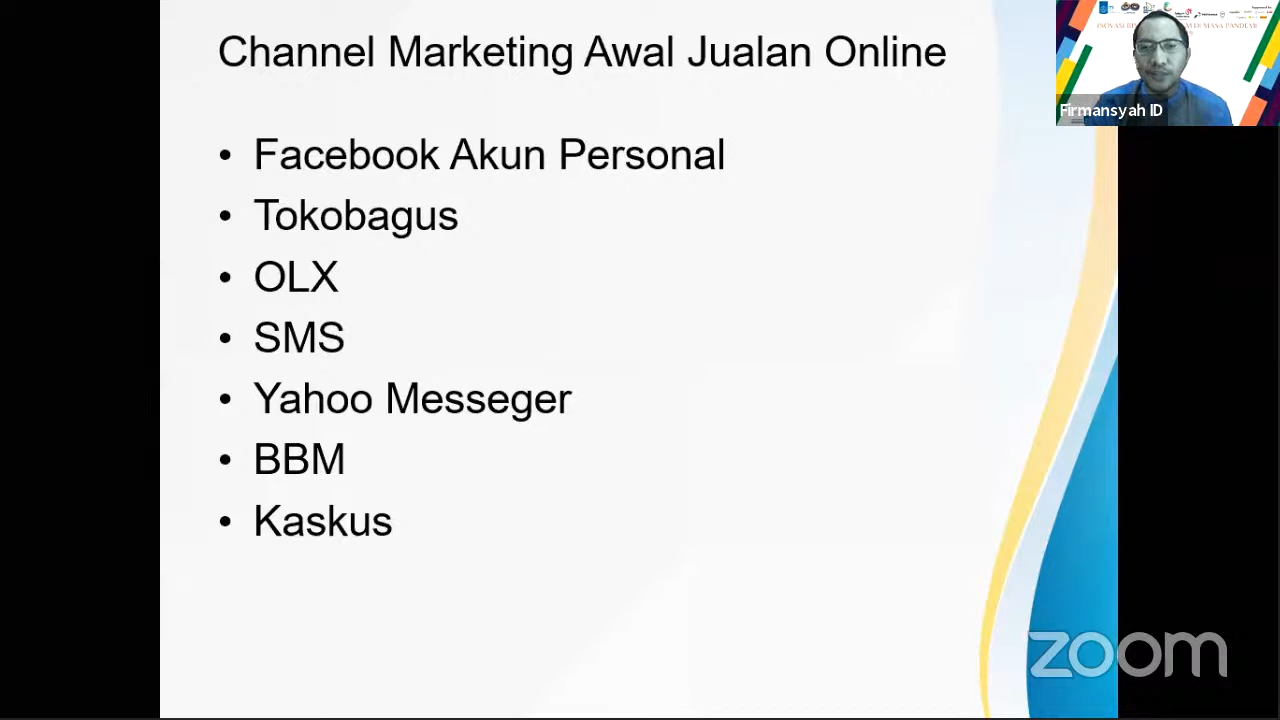 Channel Marketing Awal Jualan Online
• Facebook Akun Personal
• Tokobagus
• OLX
• SMS
• Yahoo Messeger
• BBM
• Kaskus
Firmansyah ID
zoom